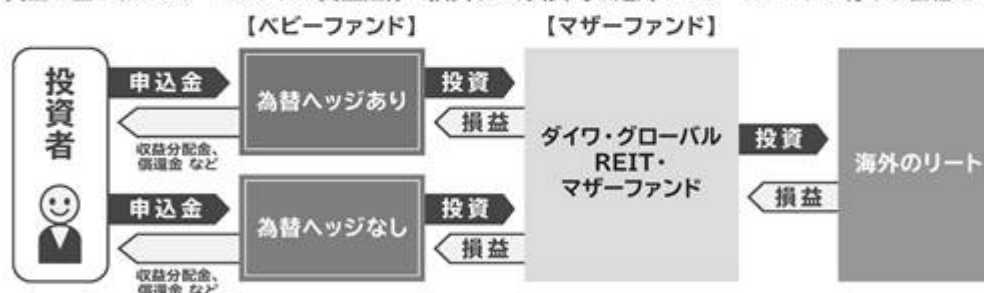 【ベビーファンド】
【マザーファンド】
投資者
申込金
収益分配金、
償還金 など
為替ヘッジあり
投資
損益
申込金
収益分配金、
償還金 など
為替ヘッジなし
投資
損益
ダイワ・グローバル
REIT・
マザーファンド
投資
損益
海外のリート